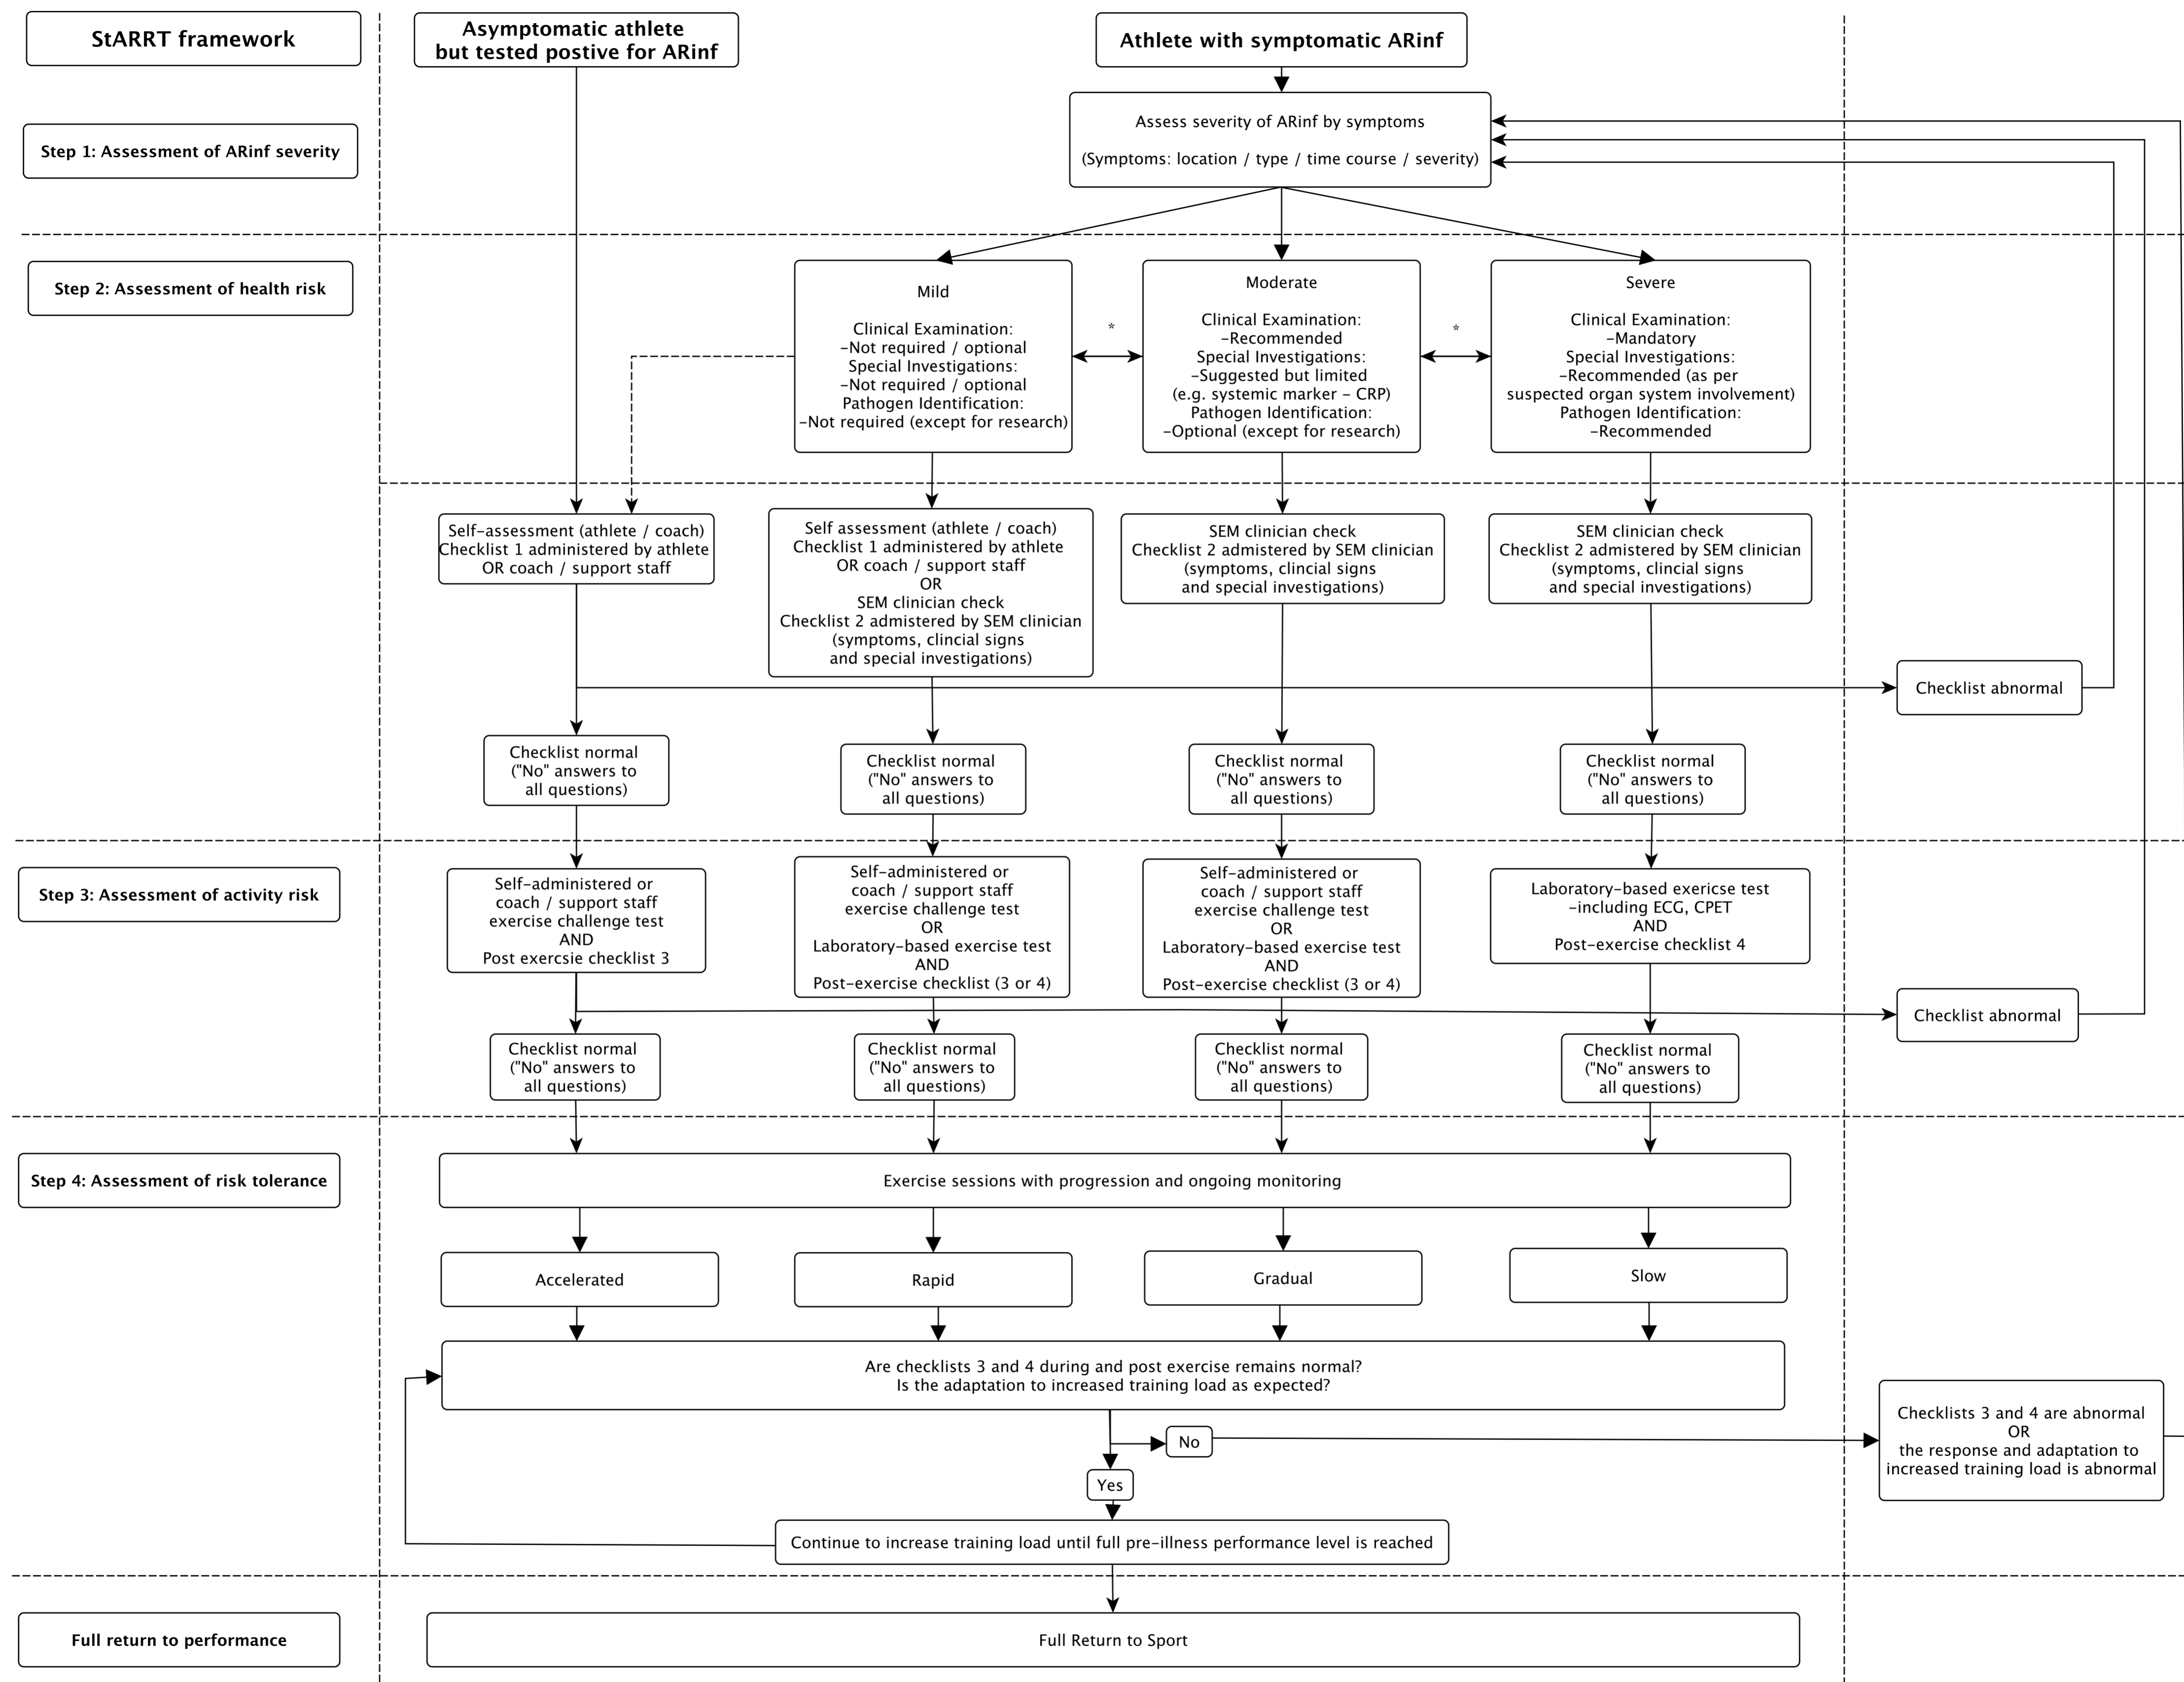 StARRT framework
Asymptomatic athlete
but tested postive for ARinf
Athlete with symptomatic ARinf
Step 1: Assessment of ARinf severity
Assess severity of ARinf by symptoms
(Symptoms: location / type / time course / severity)
Step 2: Assessment of health risk
Mild
Clinical Examination:
-Not required / optional
Special Investigations:
-Not required / optional
Pathogen Identification:
-Not required (except for research)
*
Moderate
Clinical Examination:
-Recommended
Special Investigations:
-Suggested but limited
(e.g. systemic marker - CRP)
Pathogen Identification:
-Optional (except for research)
*
Severe
Clinical Examination:
-Mandatory
Special Investigations:
-Recommended (as per
suspected organ system involvement)
Pathogen Identification:
-Recommended
Self-assessment (athlete / coach)
Checklist 1 administered by athlete
OR coach / support staff
Self assessment (athlete / coach)
Checklist 1 administered by athlete
OR coach / support staff
OR
SEM clinician check
Checklist 2 admistered by SEM clinician
(symptoms, clincial signs
and special investigations)
SEM clinician check
Checklist 2 admistered by SEM clinician
(symptoms, clincial signs
and special investigations)
SEM clinician check
Checklist 2 admistered by SEM clinician
(symptoms, clincial signs
and special investigations)
Checklist abnormal
Checklist normal
("No" answers to
all questions)
Checklist normal
("No" answers to
all questions)
Checklist normal
("No" answers to
all questions)
Checklist normal
("No" answers to
all questions)
Step 3: Assessment of activity risk
Self-administered or
coach / support staff
exercise challenge test
AND
Post exercsie checklist 3
Self-administered or
coach / support staff
exercise challenge test
OR
Laboratory-based exercise test
AND
Post-exercise checklist (3 or 4)
Self-administered or
coach / support staff
exercise challenge test
OR
Laboratory-based exercise test
AND
Post-exercise checklist (3 or 4)
Laboratory-based exericse test
-including ECG, CPET
AND
Post-exercise checklist 4
Checklist abnormal
Checklist normal
("No" answers to
all questions)
Checklist normal
("No" answers to
all questions)
Checklist normal
("No" answers to
all questions)
Checklist normal
("No" answers to
all questions)
Step 4: Assessment of risk tolerance
Exercise sessions with progression and ongoing monitoring
Accelerated
Rapid
Gradual
Slow
Are checklists 3 and 4 during and post exercise remains normal?
Is the adaptation to increased training load as expected?
No
Yes
Checklists 3 and 4 are abnormal
OR
the response and adaptation to
increased training load is abnormal
Continue to increase training load until full pre-illness performance level is reached
Full return to performance
Full Return to Sport